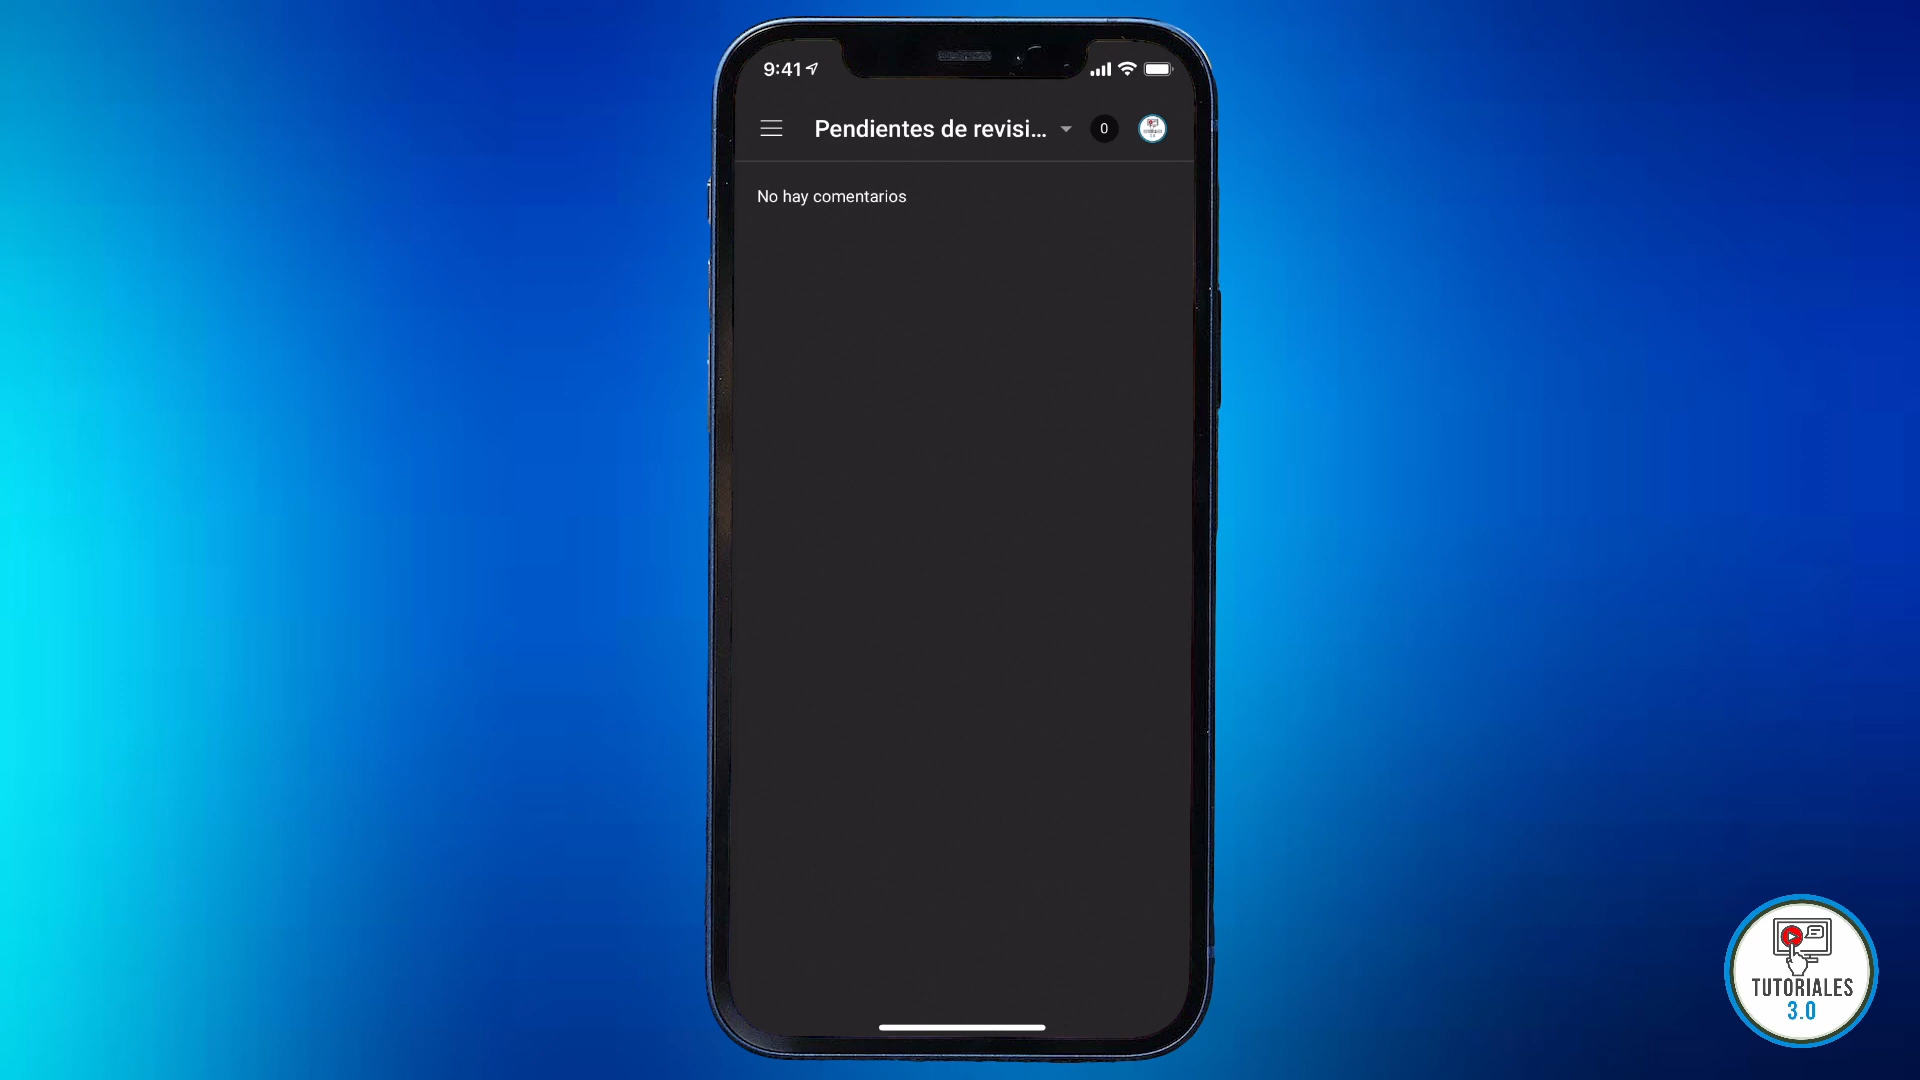 9:41
Pendientes de revisi... 0
No hay comentarios
TUTORIALES
3.0